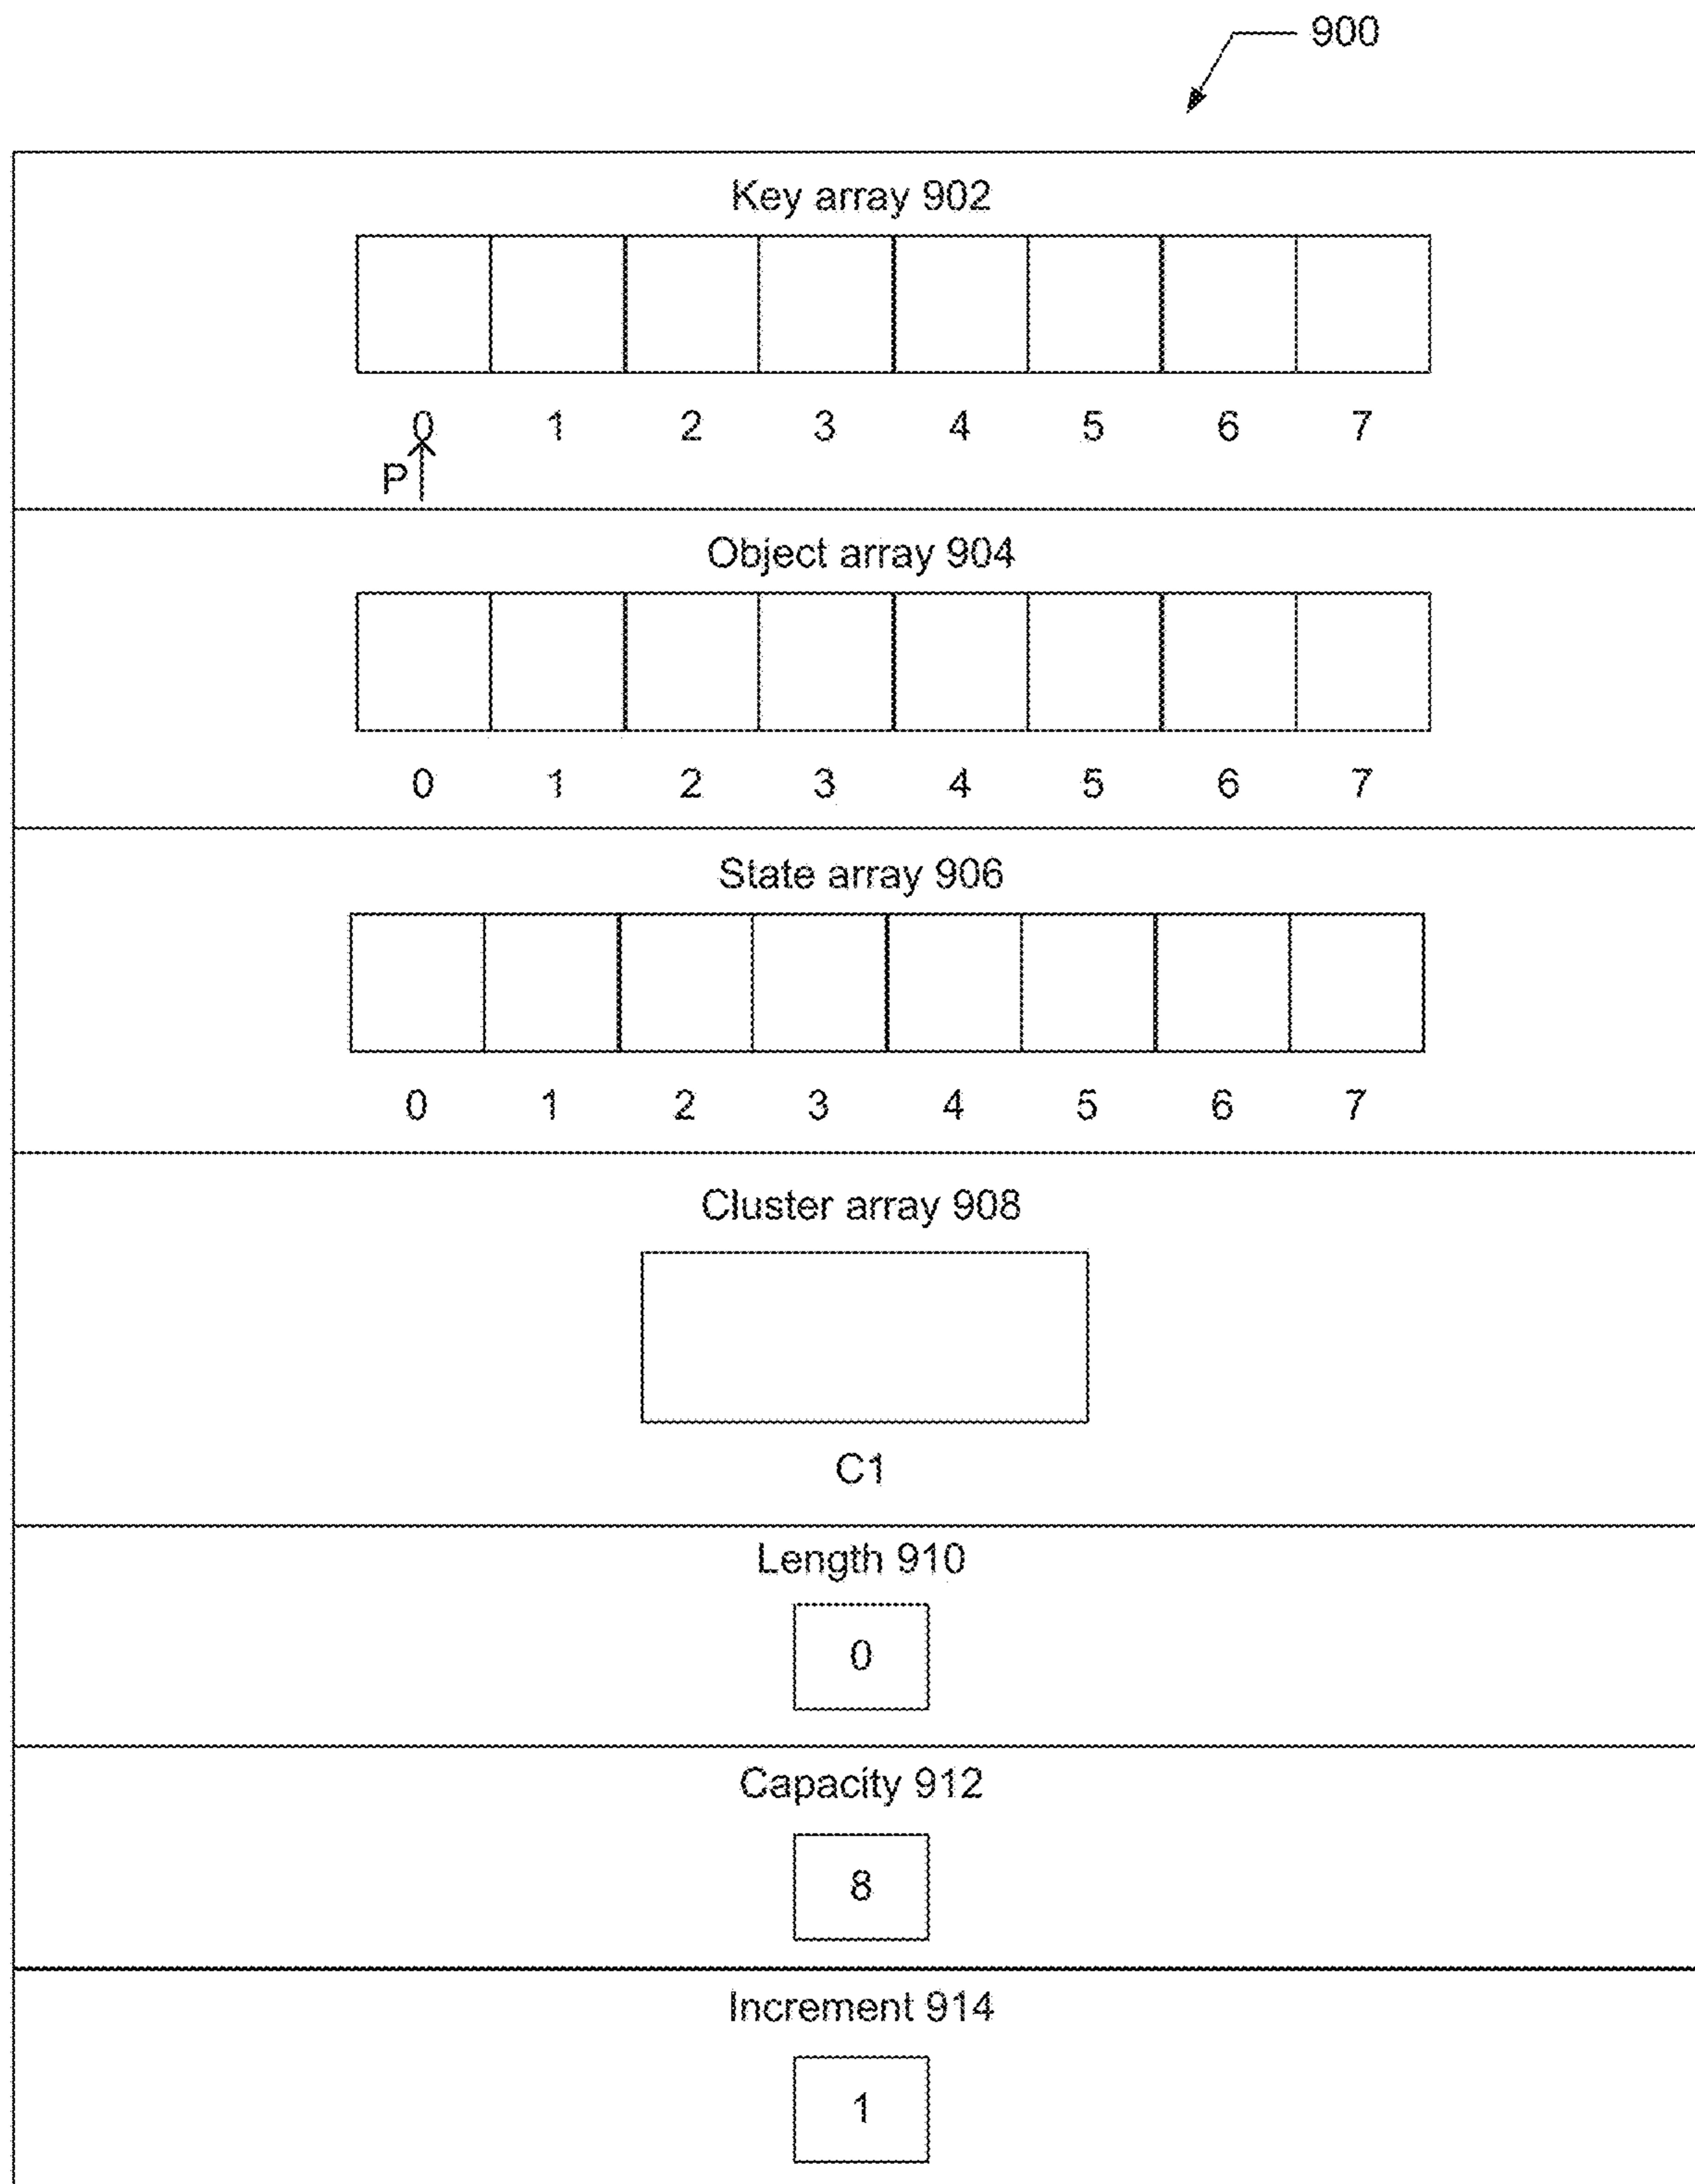 900
Key array 902
0 1 2 3 4 5 6 7
P
Object array 904
0 1 2 3 4 5 6 7
State array 906
0 1 2 3 4 5 6 7
Cluster array 908
C1
Length 910
0
Capacity 912
8
Increment 914
1